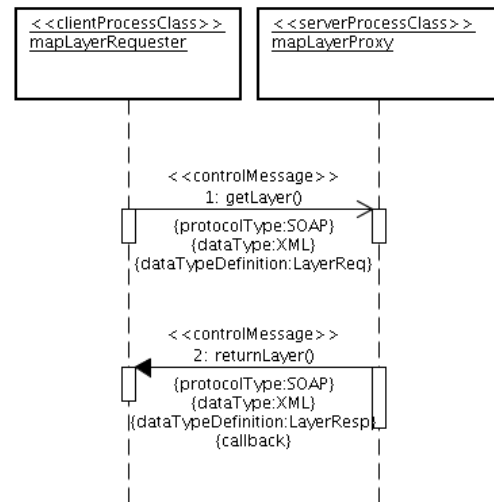 <<clientProcessClass>>
mapLayerRequester
<<serverProcessClass>>
mapLayerProxy
<<controlMessage>>
1: getLayer()
{protocolType:SOAP}
{dataType:XML}
{dataTypeDefinition:LayerReq}
<<controlMessage>>
2: returnLayer()
{protocolType:SOAP}
{dataType:XML}
{dataTypeDefinition:LayerResp}
{callback}